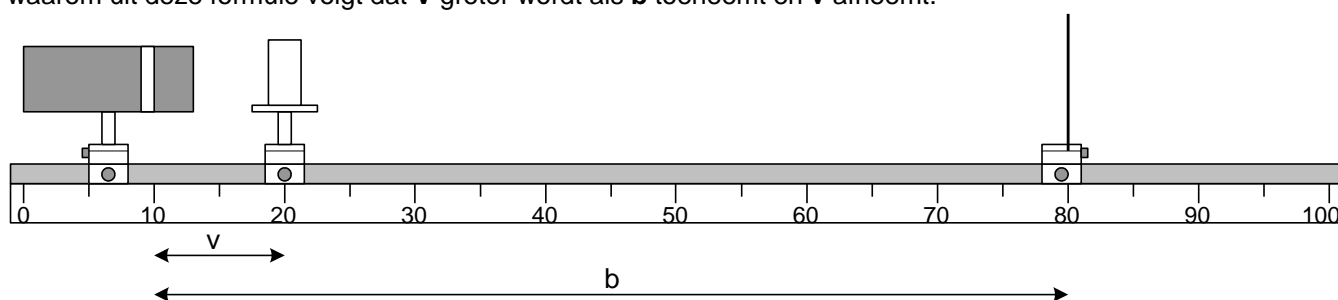 waarom uit deze formule volgt dat V groter wordt als b toeneemt en v afneemt.
0 10 20 30 40 50 60 70 80 90 100
v
b